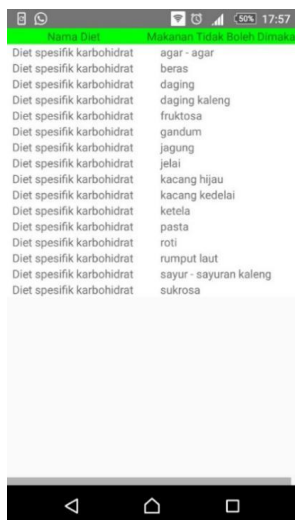 50% 17:57
Nama Diet Makanan Tidak Boleh Dimaka
Diet spesifik karbohidrat agar - agar
Diet spesifik karbohidrat beras
Diet spesifik karbohidrat daging
Diet spesifik karbohidrat daging kaleng
Diet spesifik karbohidrat fruktosa
Diet spesifik karbohidrat gandum
Diet spesifik karbohidrat jagung
Diet spesifik karbohidrat jelai
Diet spesifik karbohidrat kacang hijau
Diet spesifik karbohidrat kacang kedelai
Diet spesifik karbohidrat ketela
Diet spesifik karbohidrat pasta
Diet spesifik karbohidrat roti
Diet spesifik karbohidrat rumput laut
Diet spesifik karbohidrat sayur - sayuran kaleng
Diet spesifik karbohidrat sukrosa